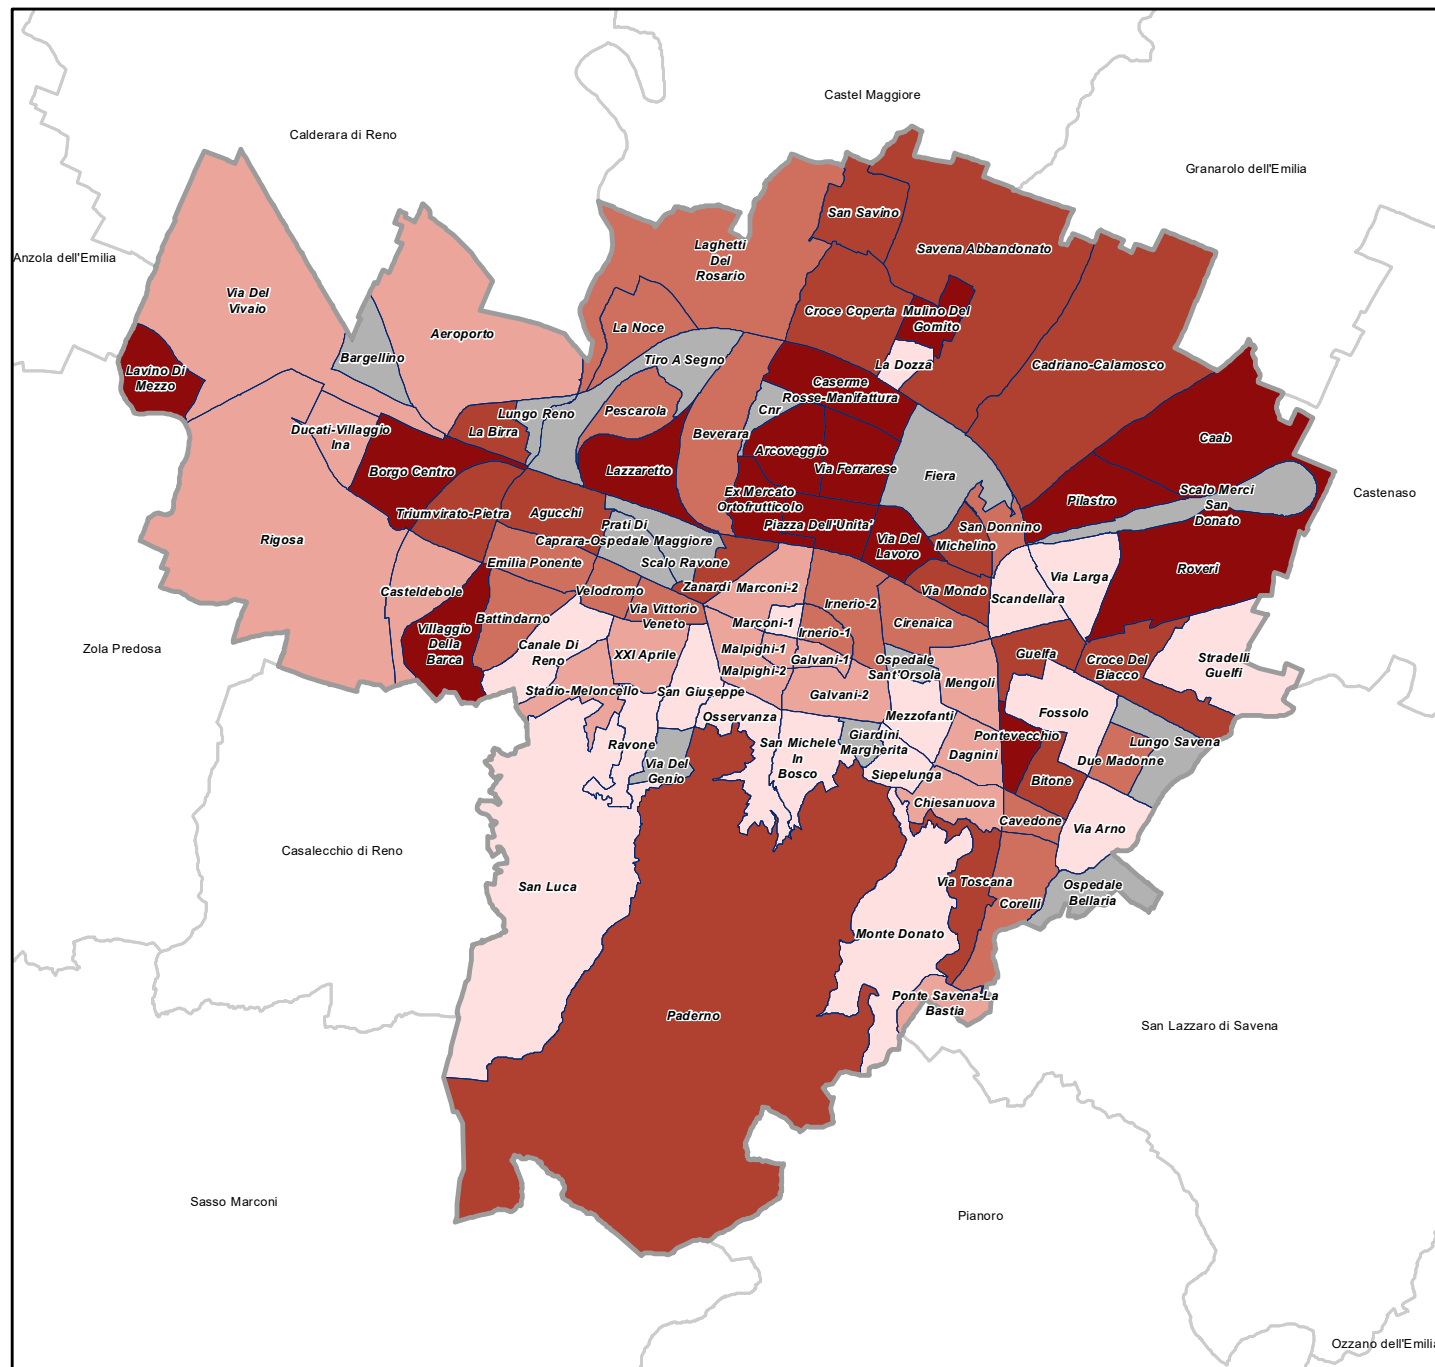 Castel Maggiore
Calderara di Reno
Granarolo dell'Emilia
San Savino
Savena Abbandonato
Laghetti
Del
Rosario
Anzola dell'Emilia
Via Del
Vivaio
Croce Coperta
Mulino Del
Gomito
La Noce
Aeroporto
Bargellino
Tiro A Segno
La Dozza
Cadriano-Calamosco
Lavino Di
Mezzo
Caserme
Rosse-Manifattura
Lungo Reno
Pescarola
Cnr
Ducati-Villaggio
Ina
La Birra
Beverara
Caab
Arcoveggio
Borgo Centro
Lazzaretto
Via Ferrarese
Fiera
Scalo Merci
San
Donato
Castenaso
Ex Mercato
Ortofrutticolo
Pilastro
Triumvirato-Pietra
Agucchi
Prati Di
Caprara-Ospedale Maggiore
Piazza Dell'Unita'
San Donnino
Rigosa
Via Del
Lavoro
Michelino
Emilia Ponente
Scalo Ravone
Roveri
Via Larga
Casteldebole
Velodromo
Zanardi
Marconi-2
Via Mondo
Scandellara
Via Vittorio
Veneto
Irnerio-2
Battindarno
Marconi-1
Irnerio-1
Cirenaica
Villaggio
Della
Barca
Zola Predosa
Canale Di
Reno
XXI Aprile
Malpighi-1
Galvani-1
Ospedale
Sant'Orsola
Guelfa
Croce Del
Biacco
Stradelli
Guelfi
Malpighi-2
Mengoli
Stadio-Meloncello
San Giuseppe
Galvani-2
Osservanza
Mezzofanti
Fossolo
Ravone
San Michele
In
Bosco
Giardini
Margherita
Pontevecchio
Lungo Savena
Via Del
Genio
Dagnini
Due Madonne
Siepelunga
Bitone
Chiesanuova
Cavedone
Via Arno
Casalecchio di Reno
San Luca
Via Toscana
Corelli
Ospedale
Bellaria
Monte Donato
Ponte Savena-La
Bastia
Paderno
San Lazzaro di Savena
Sasso Marconi
Pianoro
Ozzano dell'Emilia